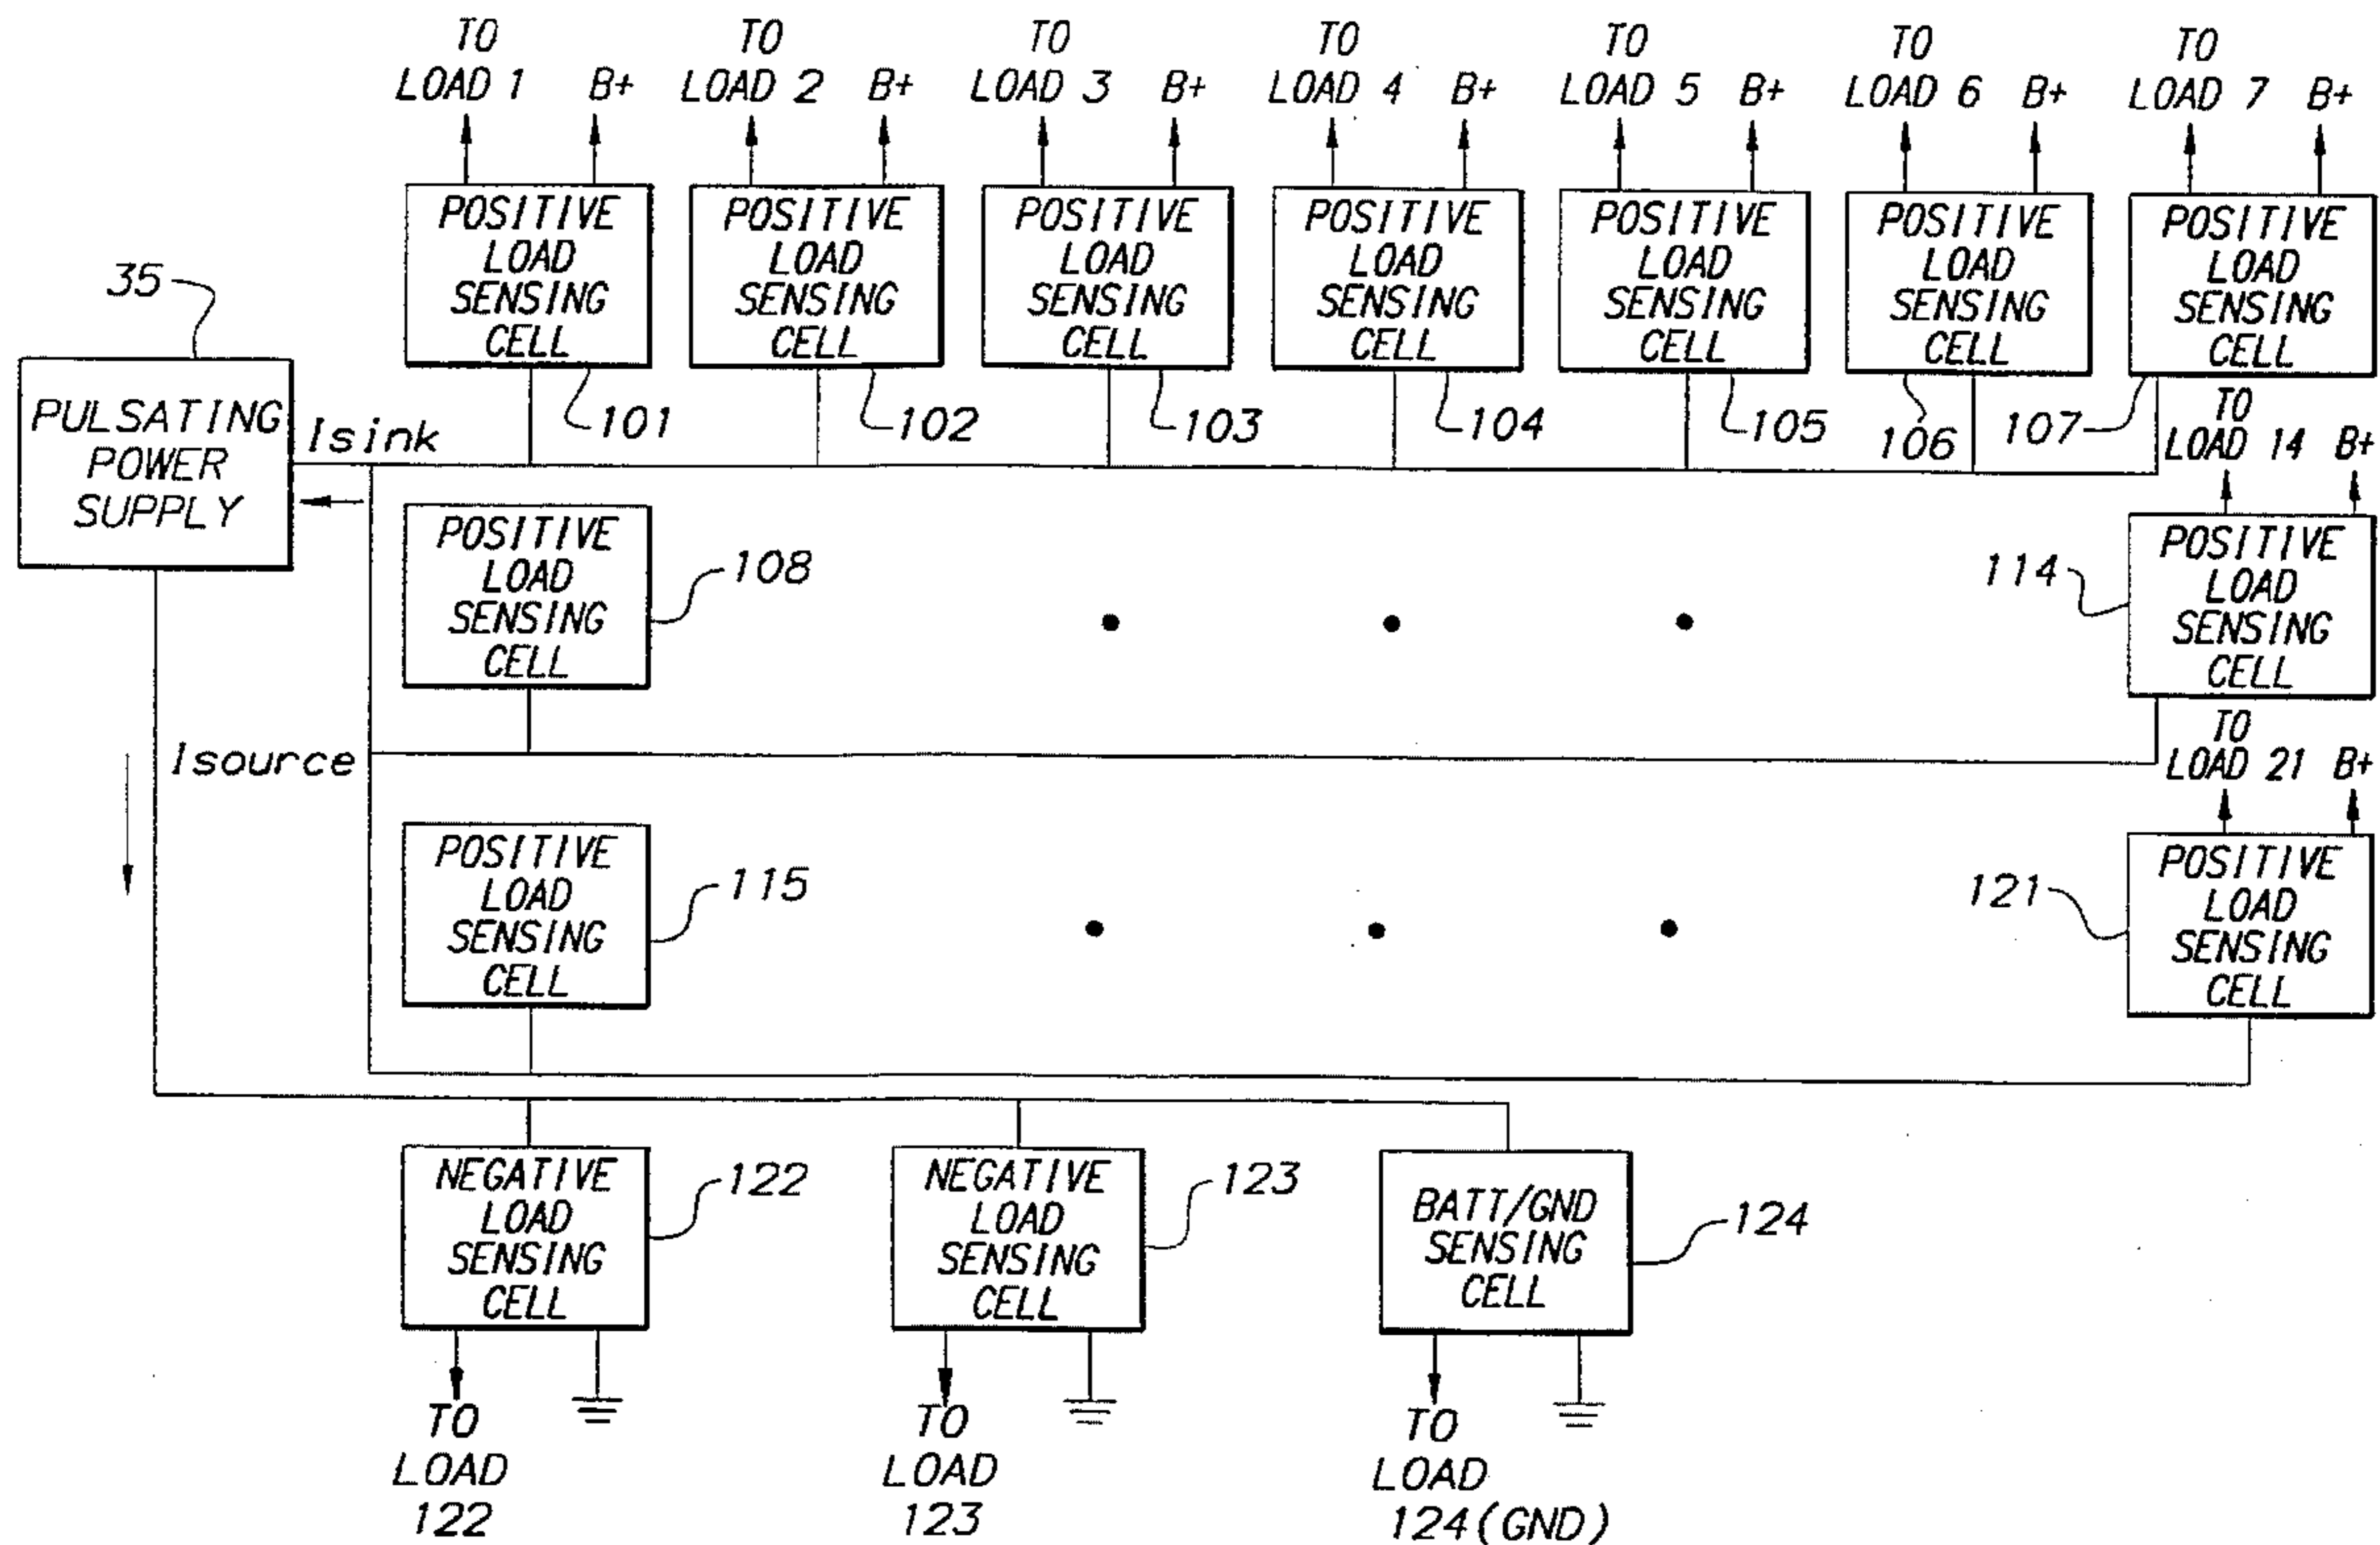 TO LOAD 1 B+
TO LOAD 2 B+
TO LOAD 3 B+
TO LOAD 4 B+
TO LOAD 5 B+
TO LOAD 6 B+
TO LOAD 7 B+
POSITIVE
LOAD
SENSING
CELL
101
POSITIVE
LOAD
SENSING
CELL
102
POSITIVE
LOAD
SENSING
CELL
103
POSITIVE
LOAD
SENSING
CELL
104
POSITIVE
LOAD
SENSING
CELL
105
POSITIVE
LOAD
SENSING
CELL
106
POSITIVE
LOAD
SENSING
CELL
107
35
PULSATING
POWER
SUPPLY
Isink
Isource
POSITIVE
LOAD
SENSING
CELL
108
TO
LOAD 14 B+
POSITIVE
LOAD
SENSING
CELL
114
POSITIVE
LOAD
SENSING
CELL
115
TO
LOAD 21 B+
POSITIVE
LOAD
SENSING
CELL
121
NEGATIVE
LOAD
SENSING
CELL
122
TO
LOAD
122
NEGATIVE
LOAD
SENSING
CELL
123
TO
LOAD
123
BATT/GND
SENSING
CELL
124
TO
LOAD
124(GND)